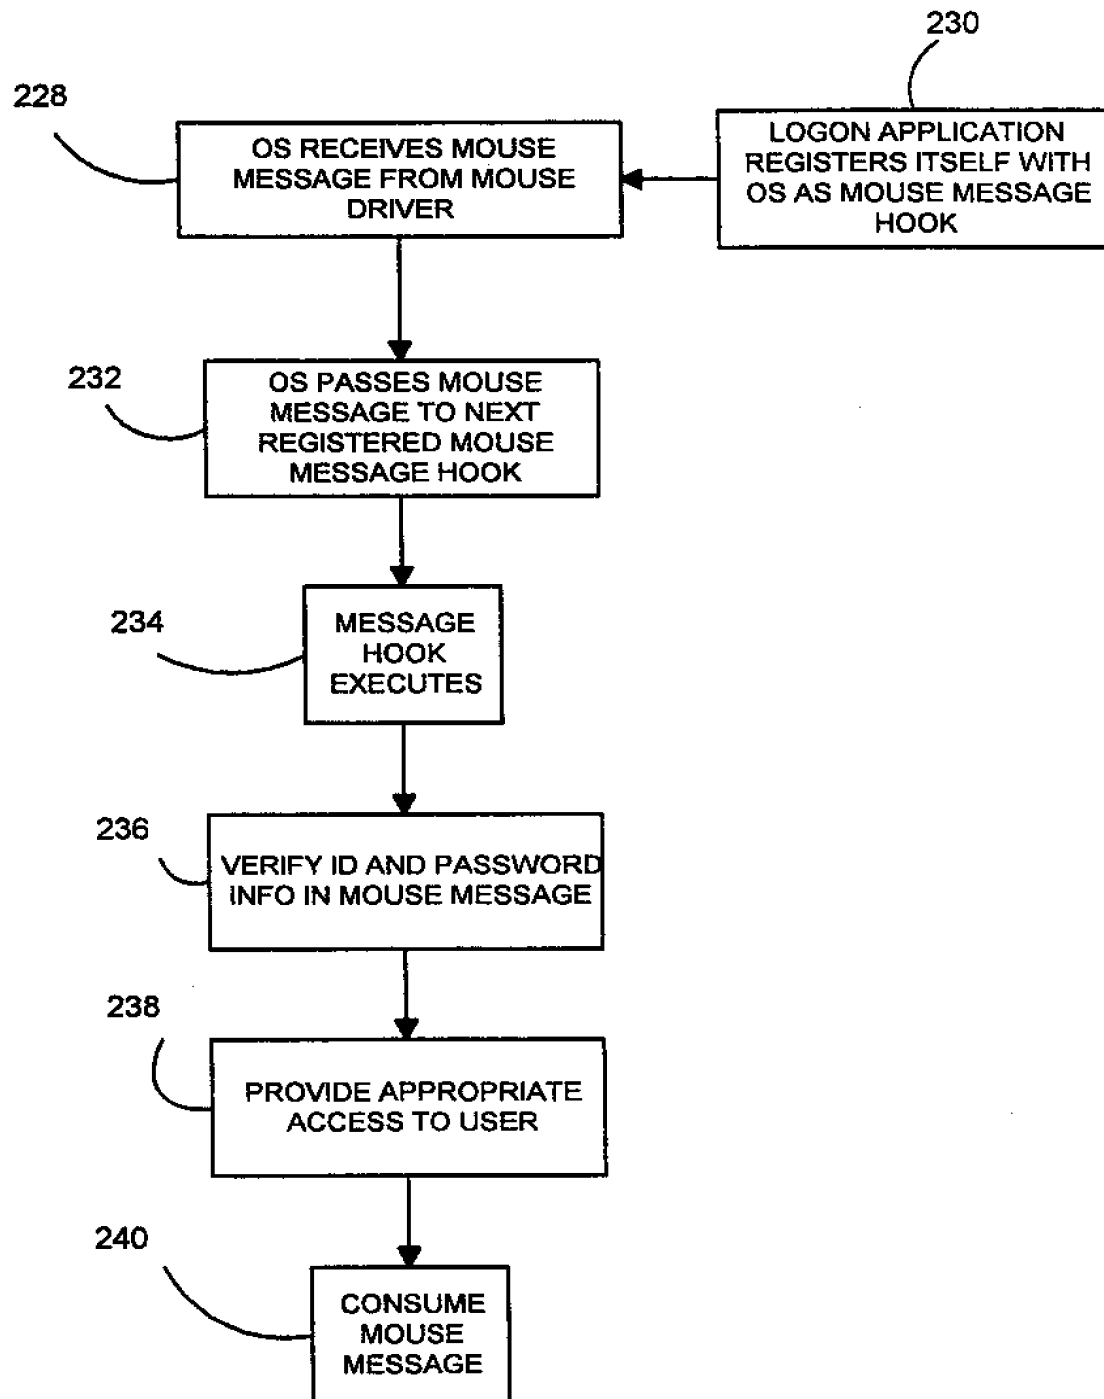 230
228
OS RECEIVES MOUSE
MESSAGE FROM MOUSE
DRIVER
LOGON APPLICATION
REGISTERS ITSELF WITH
OS AS MOUSE MESSAGE
HOOK
232
OS PASSES MOUSE
MESSAGE TO NEXT
REGISTERED MOUSE
MESSAGE HOOK
234
MESSAGE
HOOK
EXECUTES
236
VERIFY ID AND PASSWORD
INFO IN MOUSE MESSAGE
238
PROVIDE APPROPRIATE
ACCESS TO USER
240
CONSUME
MOUSE
MESSAGE